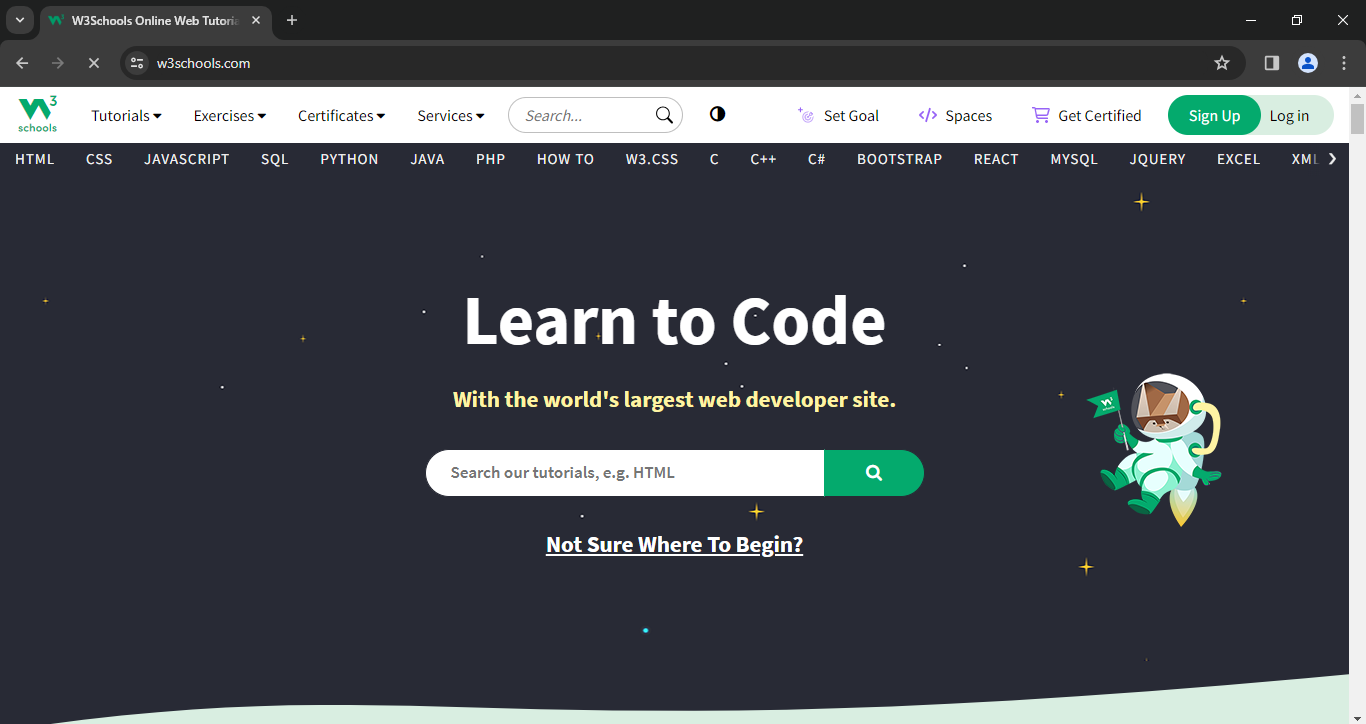 W3Schools Online Web Tutoria
w3schools.com
W3 schools
Tutorials
Exercises
Certificates
Services
Search...
Set Goal
Spaces
Get Certified
Sign Up
Log in
HTML
CSS
JAVASCRIPT
SQL
PYTHON
JAVA
PHP
HOW TO
W3.CSS
C
C++
C#
BOOTSTRAP
REACT
MYSQL
JQUERY
EXCEL
XML
Learn to Code
With the world's largest web developer site.
Search our tutorials, e.g. HTML
Not Sure Where To Begin?